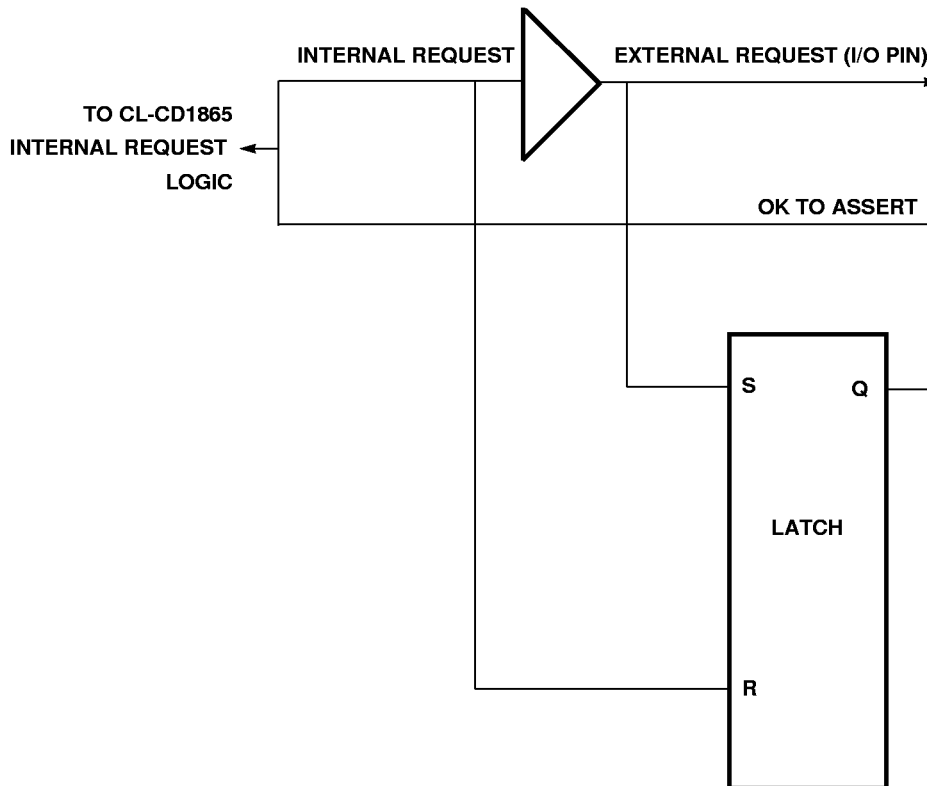 INTERNAL REQUEST
EXTERNAL REQUEST (I/O PIN)
TO CL-CD1865
INTERNAL REQUEST
LOGIC
OK TO ASSERT
S
Q
LATCH
R